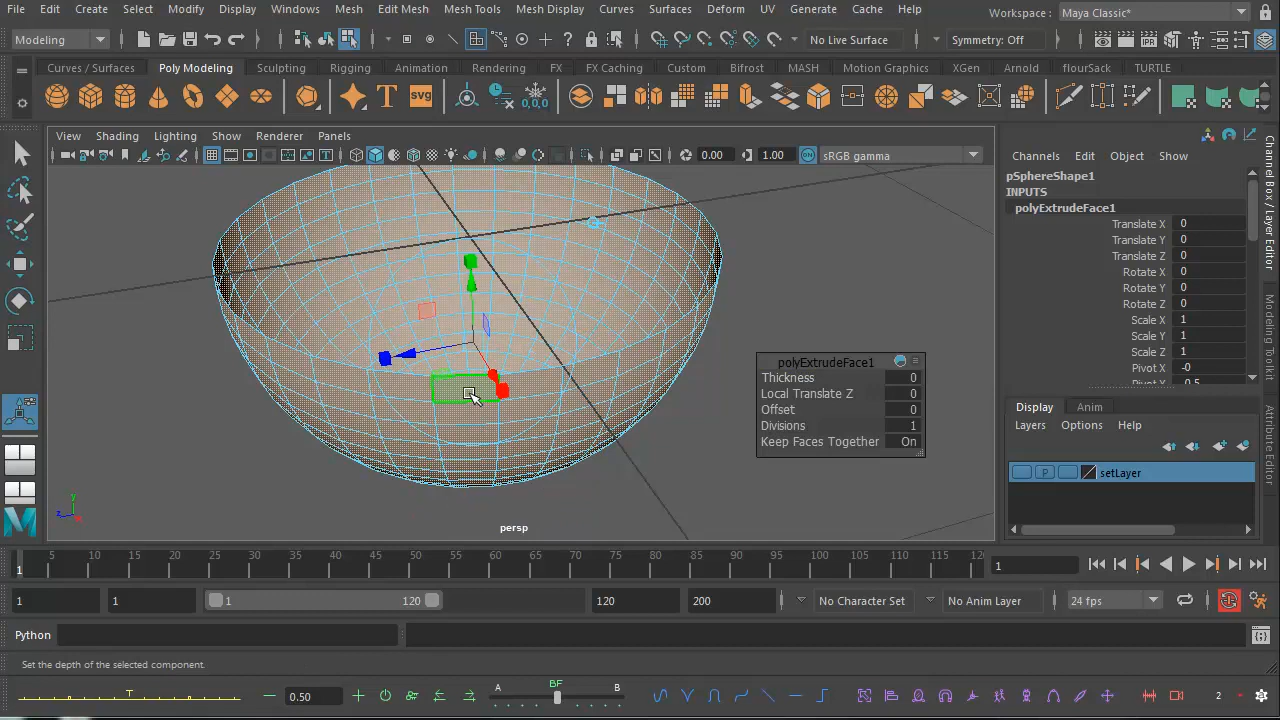 File Edit Create Select Modify Display Windows Mesh Edit Mesh Mesh Tools Mesh Display Curves Surfaces Deform UV Generate Cache Help
Workspace : Maya Classic*
Modeling
No Live Surface
Symmetry: Off
Curves / Surfaces Poly Modeling Sculpting Rigging Animation Rendering FX FX Caching Custom Bifrost MASH Motion Graphics XGen Arnold flourSack TURTLE
T svg 0,0,0
View Shading Lighting Show Renderer Panels
0.00 1.00 sRGB gamma
Channels Edit Object Show
pSphereShape1
INPUTS
polyExtrudeFace1
Translate X 0
Translate Y 0
Translate Z 0
Rotate X 0
Rotate Y 0
Rotate Z 0
Scale X 1
Scale Y 1
Scale Z 1
Pivot X -0
Pivot Y -0.5
Channel Box / Layer Editor
Modeling Toolkit
Attribute Editor
polyExtrudeFace1
Thickness 0
Local Translate Z 0
Offset 0
Divisions 1
Keep Faces Together On
Display Anim
Layers Options Help
P setLayer
y
z
persp
5 10 15 20 25 30 35 40 45 50 55 60 65 70 75 80 85 90 95 100 105 110 115 12
1
1
1 1 1 120 120 200 No Character Set No Anim Layer 24 fps
Python
Set the depth of the selected component.
T 0.50 A BF B 2